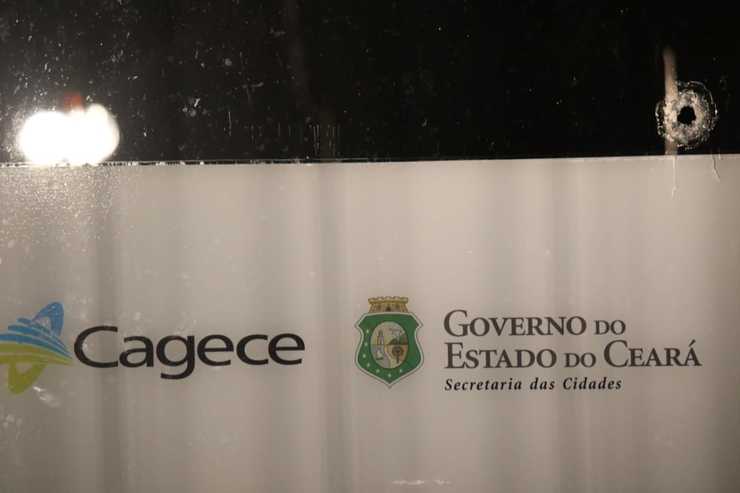 Cagece
GOVERNO DO
ESTADO DO CEARÁ
Secretaria das Cidades